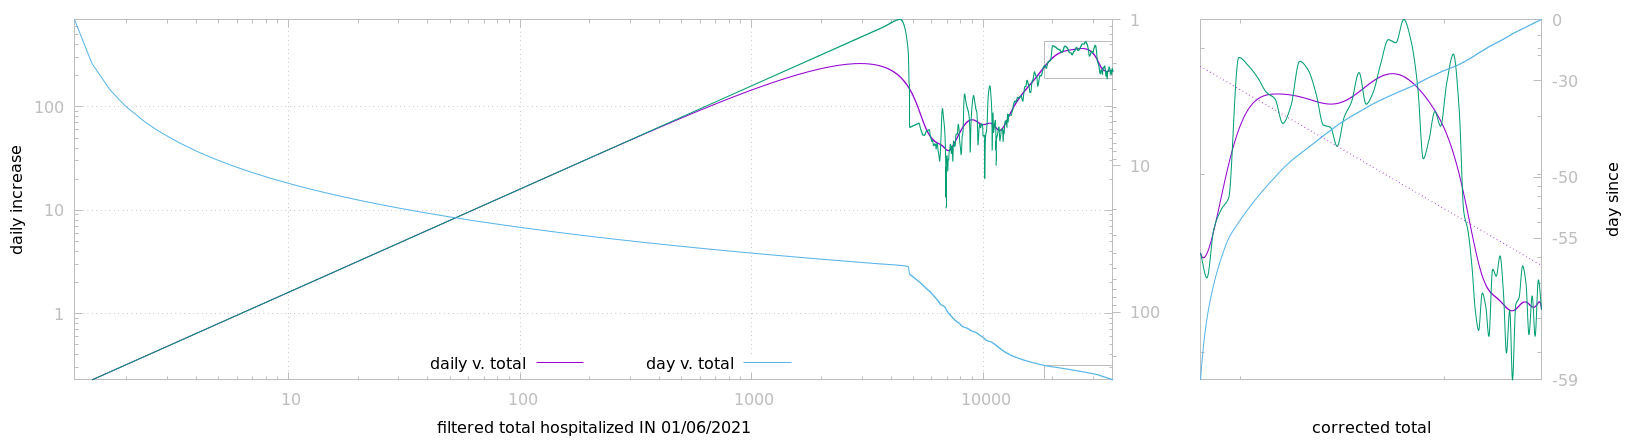 daily increase
100
10
1
1
10
100
daily v. total
day v. total
10
100
1000
10000
filtered total hospitalized IN 01/06/2021
0
-30
-50
-55
-59
day since
corrected total